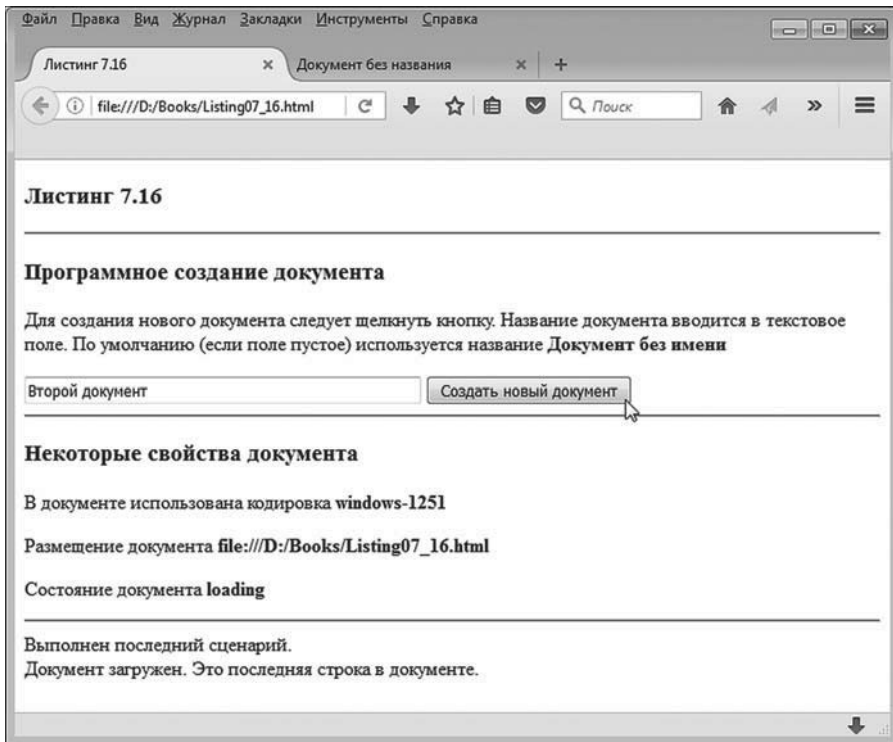 Файл Правка Вид Журнал Закладки Инструменты Справка
Листинг 7.16
Документ без названия
file:///D:/Books/Listing07_16.html
Поиск
Листинг 7.16
Программное создание документа
Для создания нового документа следует щелкнуть кнопку. Название документа вводится в текстовое
поле. По умолчанию (если поле пустое) используется название Документ без имени
Второй документ
Создать новый документ
Некоторые свойства документа
В документе использована кодировка windows-1251
Размещение документа file:///D:/Books/Listing07_16.html
Состояние документа loading
Выполнен последний сценарий.
Документ загружен. Это последняя строка в документе.